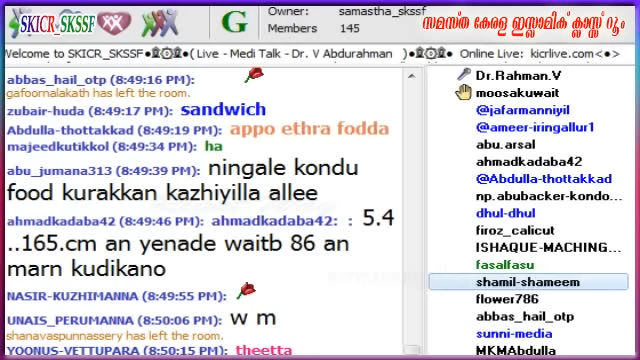 SKICR_SKSSF
G
Owner: samastha_skssf
Members 145
സമസ്ത കേരള ഇസ്ലാമിക് ക്ലാസ്സ് റൂം
Welcome to SKICR_SKSSF ( Live - Medi Talk - Dr. V Abdurahman ) Online Live: kicrlive.com <•>
abbas_hail_otp (8:49:16 PM):
gafoornalakath has left the room.
zubair-huda (8:49:17 PM): sandwich
Abdulla-thottakkad (8:49:19 PM): appo ethra fodda
majeedkutikkol (8:49:34 PM): ha
abu_jumana313 (8:49:39 PM): ningale kondu
food kurakkan kazhiyilla allee
ahmadkadaba42 (8:49:46 PM): ahmadkadaba42: : 5.4
..165.cm an yenade waitb 86 an
marn kudikano
NASIR-KUZHIMANNA (8:49:55 PM):
UNAIS_PERUMANNA (8:50:06 PM): w m
shanavaspunnassery has left the room.
YOONUS-VETTUPARA (8:50:15 PM): theetta
Dr.Rahman.V
moosakuwait
@jafarmanniyil
@ameer-iringallur1
abu.arsal
ahmadkadaba42
@Abdulla-thottakkad
np.abubacker-kondo...
dhul-dhul
firoz_calicut
ISHAQUE-MACHING...
fasalfasu
shamil-shameem
flower786
abbas_hail_otp
sunni-media
MKMAbdulla